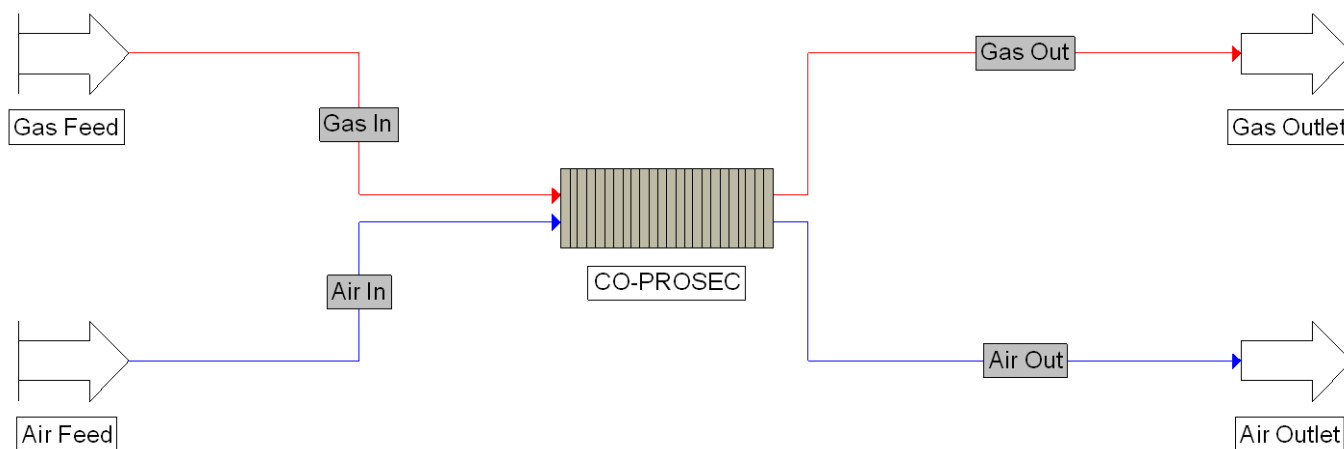 Gas Out
Gas Feed
Gas In
Gas Outlet
CO-PROSEC
Air In
Air Out
Air Feed
Air Outlet